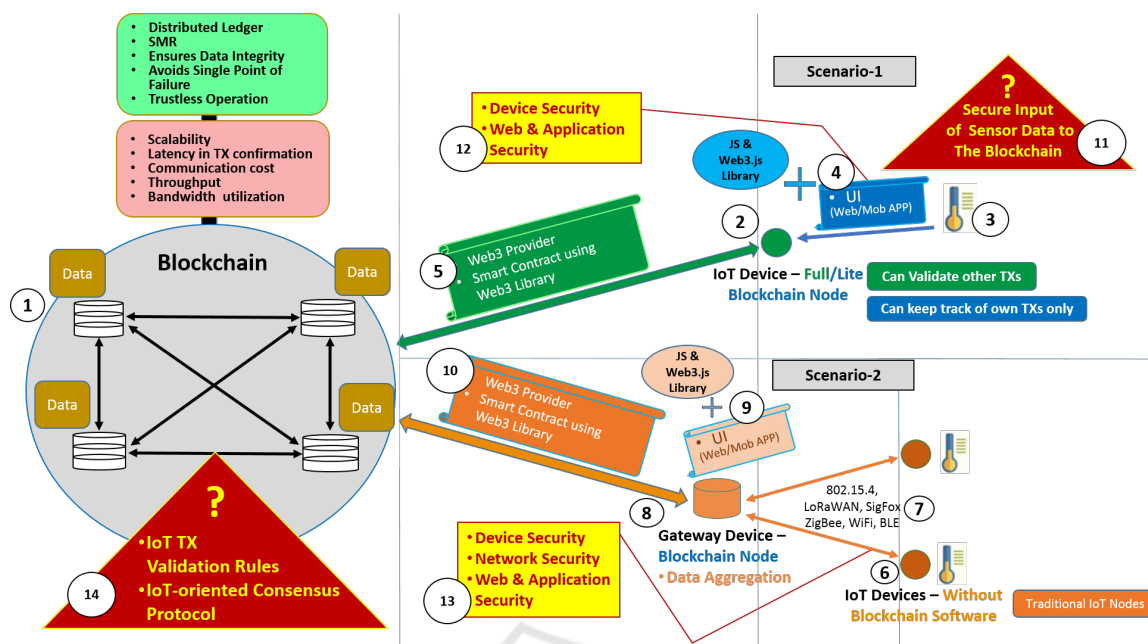 • Distributed Ledger
• SMR
• Ensures Data Integrity
• Avoids Single Point of
Failure
• Trustless Operation
• Scalability
• Latency in TX confirmation
• Communication cost
• Throughput
• Bandwidth utilization
Blockchain
1
Data
Data
Data
Data
?
• IoT TX
Validation Rules
• IoT-oriented Consensus
Protocol
14
Scenario-1
• Device Security
• Web & Application
Security
12
?
Secure Input
of Sensor Data to
The Blockchain
11
JS &
Web3.js
Library
4
• UI
(Web/Mob APP)
3
2
5
Web3 Provider
• Smart Contract using
Web3 Library
IoT Device – Full/Lite
Blockchain Node
Can Validate other TXs
Can keep track of own TXs only
Scenario-2
10
Web3 Provider
• Smart Contract using
Web3 Library
JS &
Web3.js
Library
9
• UI
(Web/Mob APP)
8
802.15.4,
LoRaWAN, SigFox
ZigBee, WiFi, BLE
7
Gateway Device –
Blockchain Node
• Data Aggregation
• Device Security
• Network Security
• Web & Application
Security
13
6
IoT Devices – Without
Blockchain Software
Traditional IoT Nodes